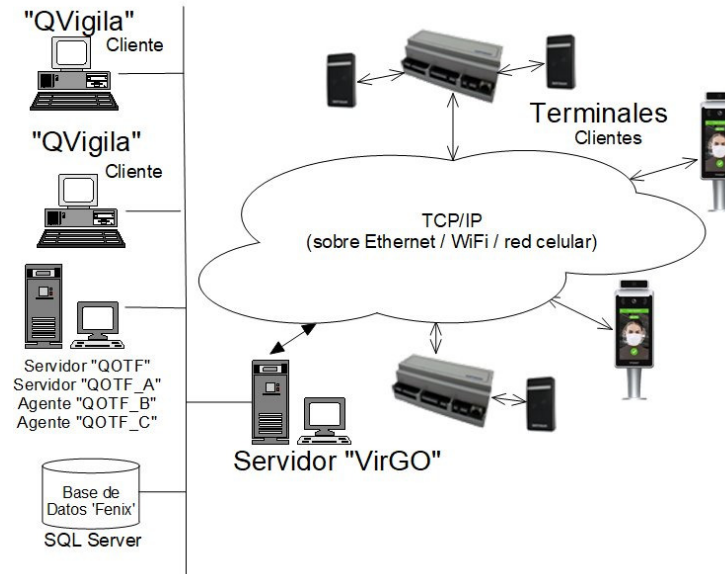 "QVigila"
Cliente
"QVigila"
Cliente
Servidor "QOTF"
Servidor "QOTF_A"
Agente "QOTF_B"
Agente "QOTF_C"
Base de
Datos 'Fenix'
SQL Server
Terminales
Clientes
TCP/IP
(sobre Ethernet / WiFi / red celular)
Servidor "VirGO"